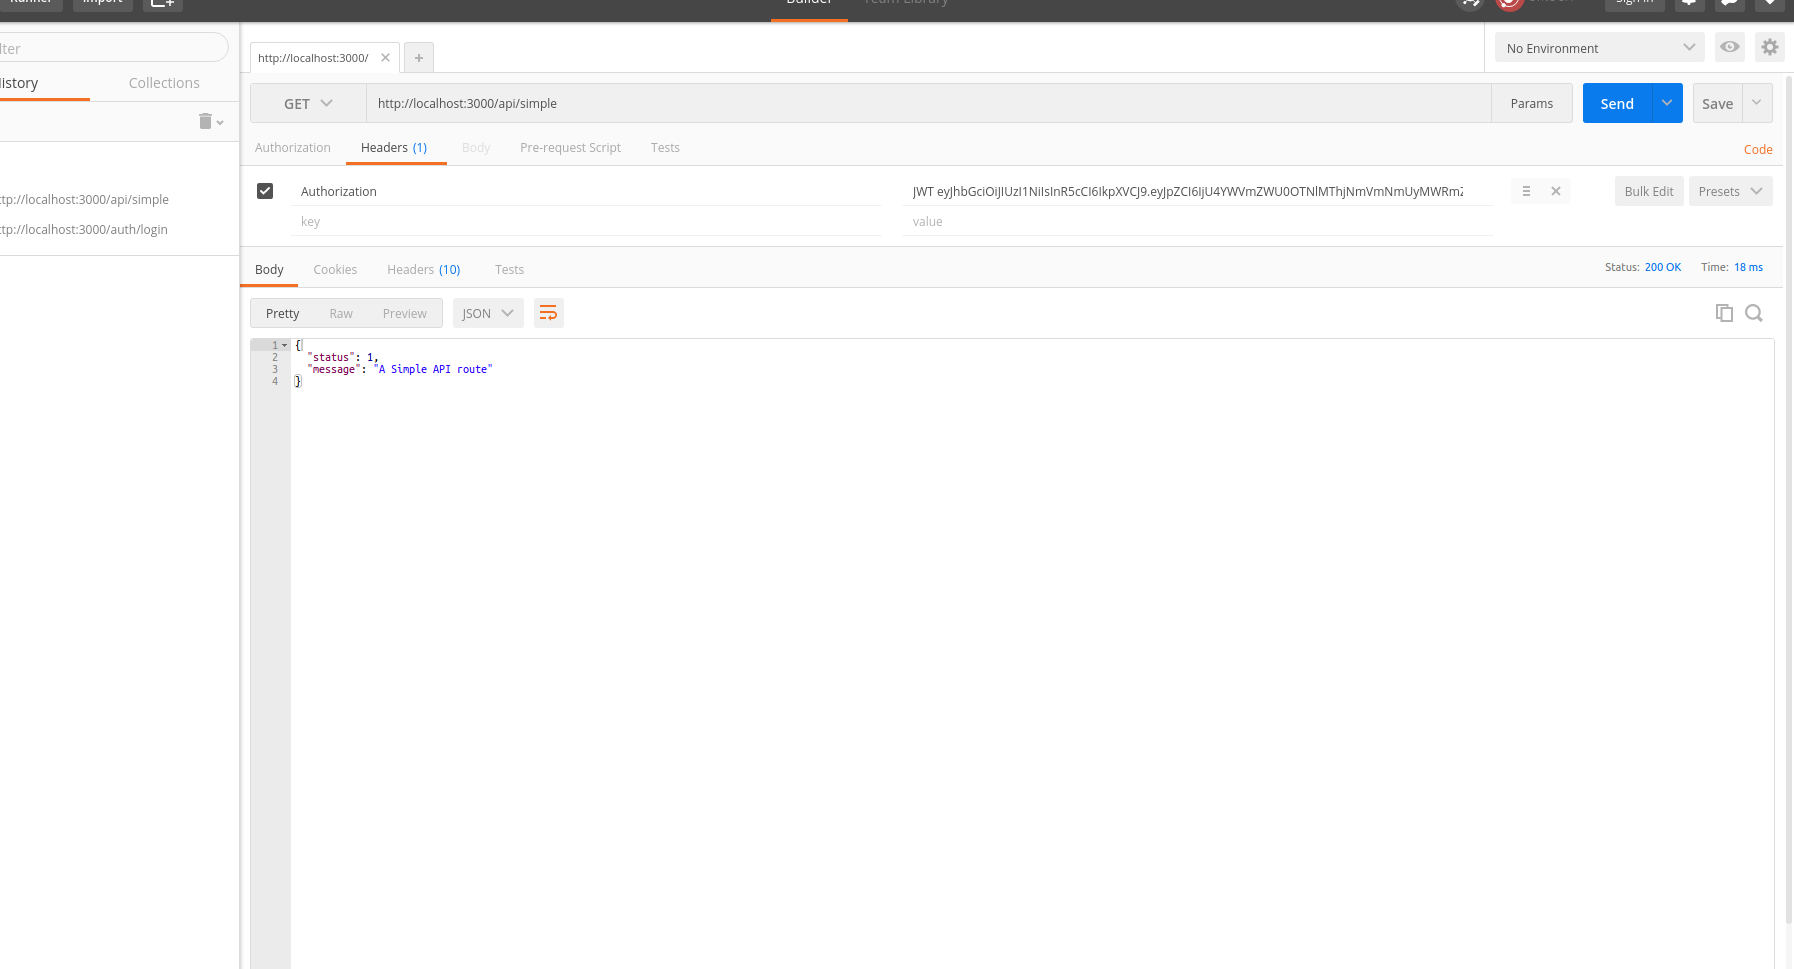 Runner Import Builder Team Library Sign In
lter
http://localhost:3000/ No Environment
istory Collections
GET http://localhost:3000/api/simple Params Send Save
Authorization Headers (1) Body Pre-request Script Tests Code
Authorization JWT eyJhbGciOiJIUzI1NiIsInR5cCI6IkpXVCJ9.eyJpZCI6IjU4YWVmZWU0OTNlMThjNmVmNmUyMWRmZ Bulk Edit Presets
key value
ttp://localhost:3000/api/simple
ttp://localhost:3000/auth/login
Body Cookies Headers (10) Tests Status: 200 OK Time: 18 ms
Pretty Raw Preview JSON
1 {
2 "status": 1,
3 "message": "A Simple API route"
4 }